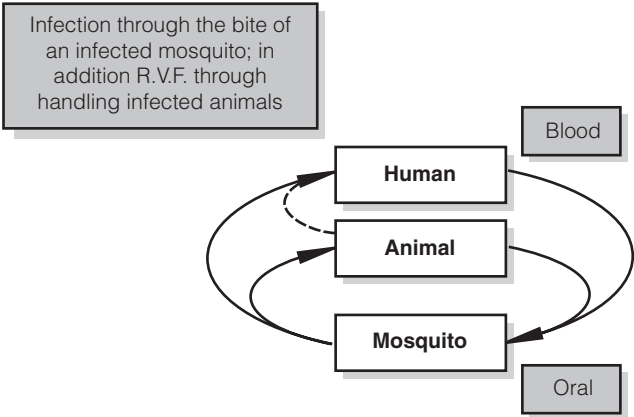 Infection through the bite of
an infected mosquito; in
addition R.V.F. through
handling infected animals
Blood
Human
Animal
Mosquito
Oral